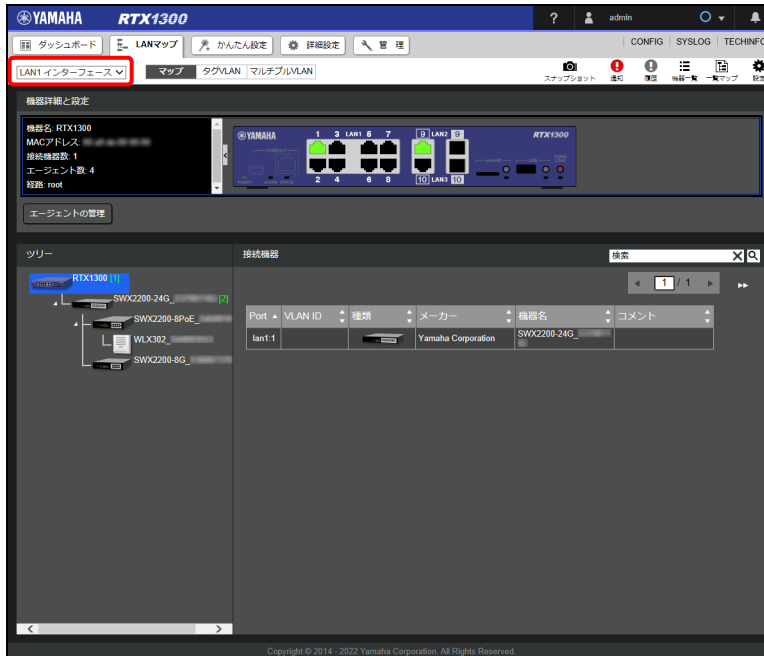 YAMAHA RTX1300 ? admin
ダッシュボード LANマップ かんたん設定 詳細設定 管 理 CONFIG SYSLOG TECHINFO
LAN1 インターフェース マップ タグVLAN マルチプルVLAN スナップショット 通知 履歴 機器一覧 一覧マップ 設定
機器詳細と設定
機器名: RTX1300
MACアドレス:
接続機器数: 1
エージェント数: 4
経路: root
YAMAHA 1 3 LAN1 5 7 9 LAN2 9 RTX1300
CONSOLE
2 4 6 8 10 LAN3 10
エージェントの管理
ツリー 接続機器 検索
RTX1300 [1]
SWX2200-24G_ [2]
SWX2200-8PoE_
WLX302_
SWX2200-8G_
1 / 1
Port VLAN ID 種類 メーカー 機器名 コメント
lan1:1 Yamaha Corporation SWX2200-24G_
Copyright © 2014 - 2022 Yamaha Corporation. All Rights Reserved.